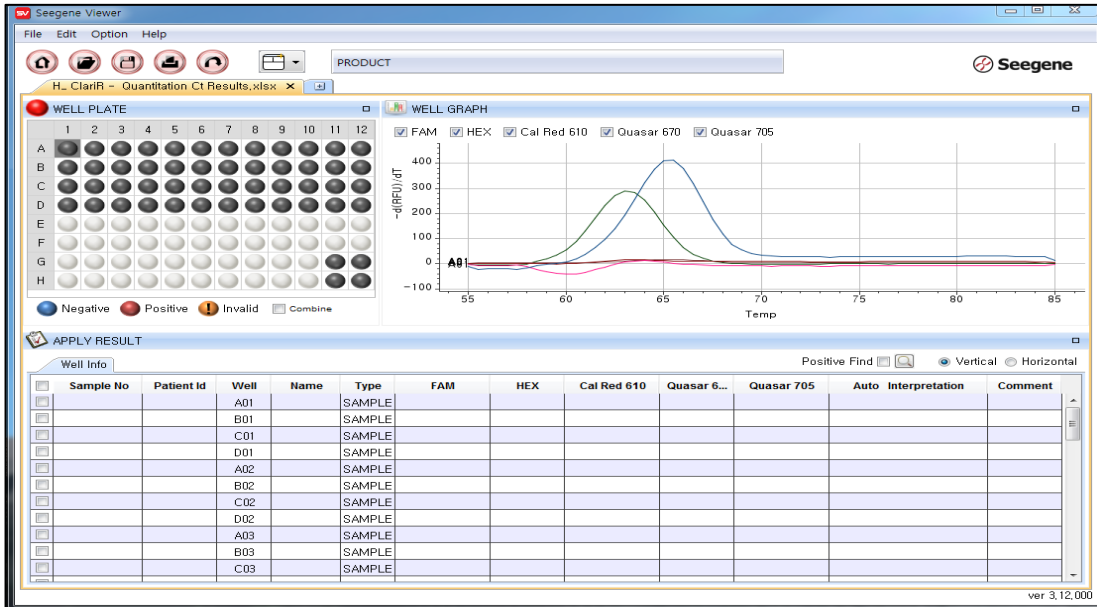 SV Seegene Viewer
File Edit Option Help
PRODUCT
Seegene
H_ ClariR - Quantitation Ct Results,xlsx
WELL PLATE
1 2 3 4 5 6 7 8 9 10 11 12
A
B
C
D
E
F
G
H
Negative Positive ! Invalid Combine
WELL GRAPH
FAM HEX Cal Red 610 Quasar 670 Quasar 705
-d(RFU)/dT
400
300
200
100
0
-100
A01
55 60 65 70 75 80 85
Temp
APPLY RESULT
Well Info
Positive Find Vertical Horizontal
Sample No Patient Id Well Name Type FAM HEX Cal Red 610 Quasar 6... Quasar 705 Auto Interpretation Comment
A01 SAMPLE
B01 SAMPLE
C01 SAMPLE
D01 SAMPLE
A02 SAMPLE
B02 SAMPLE
C02 SAMPLE
D02 SAMPLE
A03 SAMPLE
B03 SAMPLE
C03 SAMPLE
ver 3,12,000